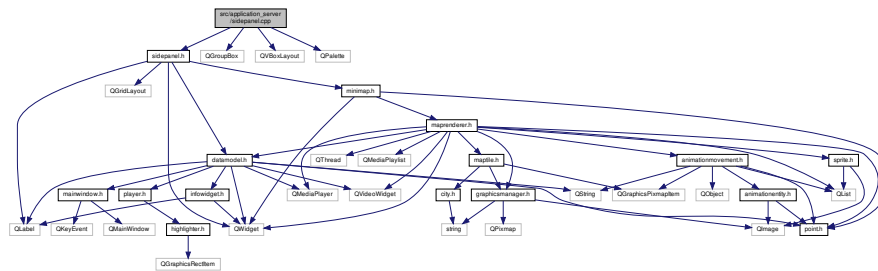 src/application_server
/sidepanel.cpp
sidepanel.h
QGroupBox
QVBoxLayout
QPalette
QGridLayout
minimap.h
maprenderer.h
datamodel.h
QThread
QMediaPlaylist
maptile.h
animationmovement.h
sprite.h
mainwindow.h
player.h
infowidget.h
QMediaPlayer
QVideoWidget
city.h
graphicsmanager.h
QString
QGraphicsPixmapItem
QObject
animationentity.h
QList
QLabel
QKeyEvent
QMainWindow
highlighter.h
QWidget
string
QPixmap
QImage
point.h
QGraphicsRectItem